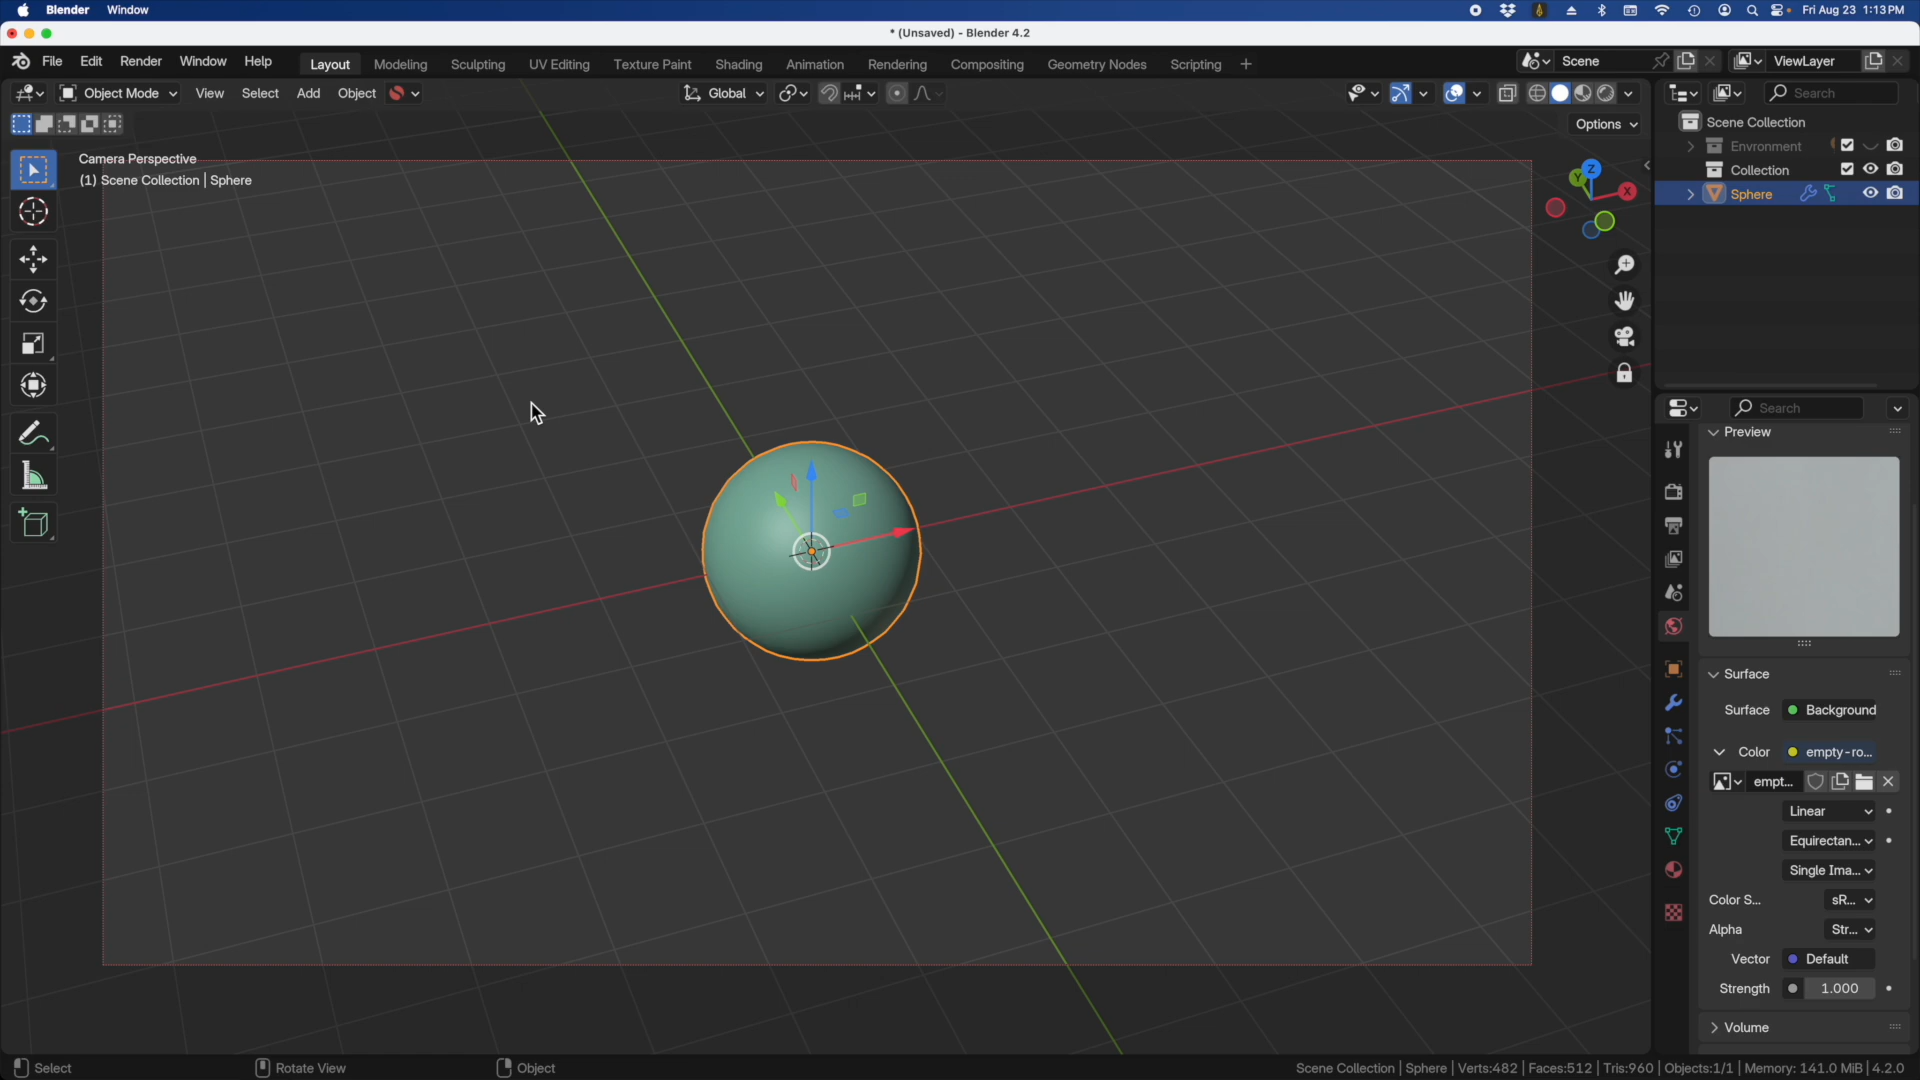 Blender Window
Fri Aug 23 1:13 PM
* (Unsaved) - Blender 4.2
File Edit Render Window Help
Layout Modeling Sculpting UV Editing Texture Paint Shading Animation Rendering Compositing Geometry Nodes Scripting +
Scene
ViewLayer
Object Mode View Select Add Object
Global
Search
Options
Camera Perspective
(1) Scene Collection | Sphere
Z
Y
X
Scene Collection
Environment
Collection
Sphere
Search
Preview
Surface
Surface Background
Color empty-ro...
empt...
Linear
Equirectan...
Single Ima...
Color S... sR...
Alpha Str...
Vector Default
Strength 1.000
Volume
Select Rotate View Object
Scene Collection | Sphere | Verts:482 | Faces:512 | Tris:960 | Objects:1/1 | Memory: 141.0 MiB | 4.2.0